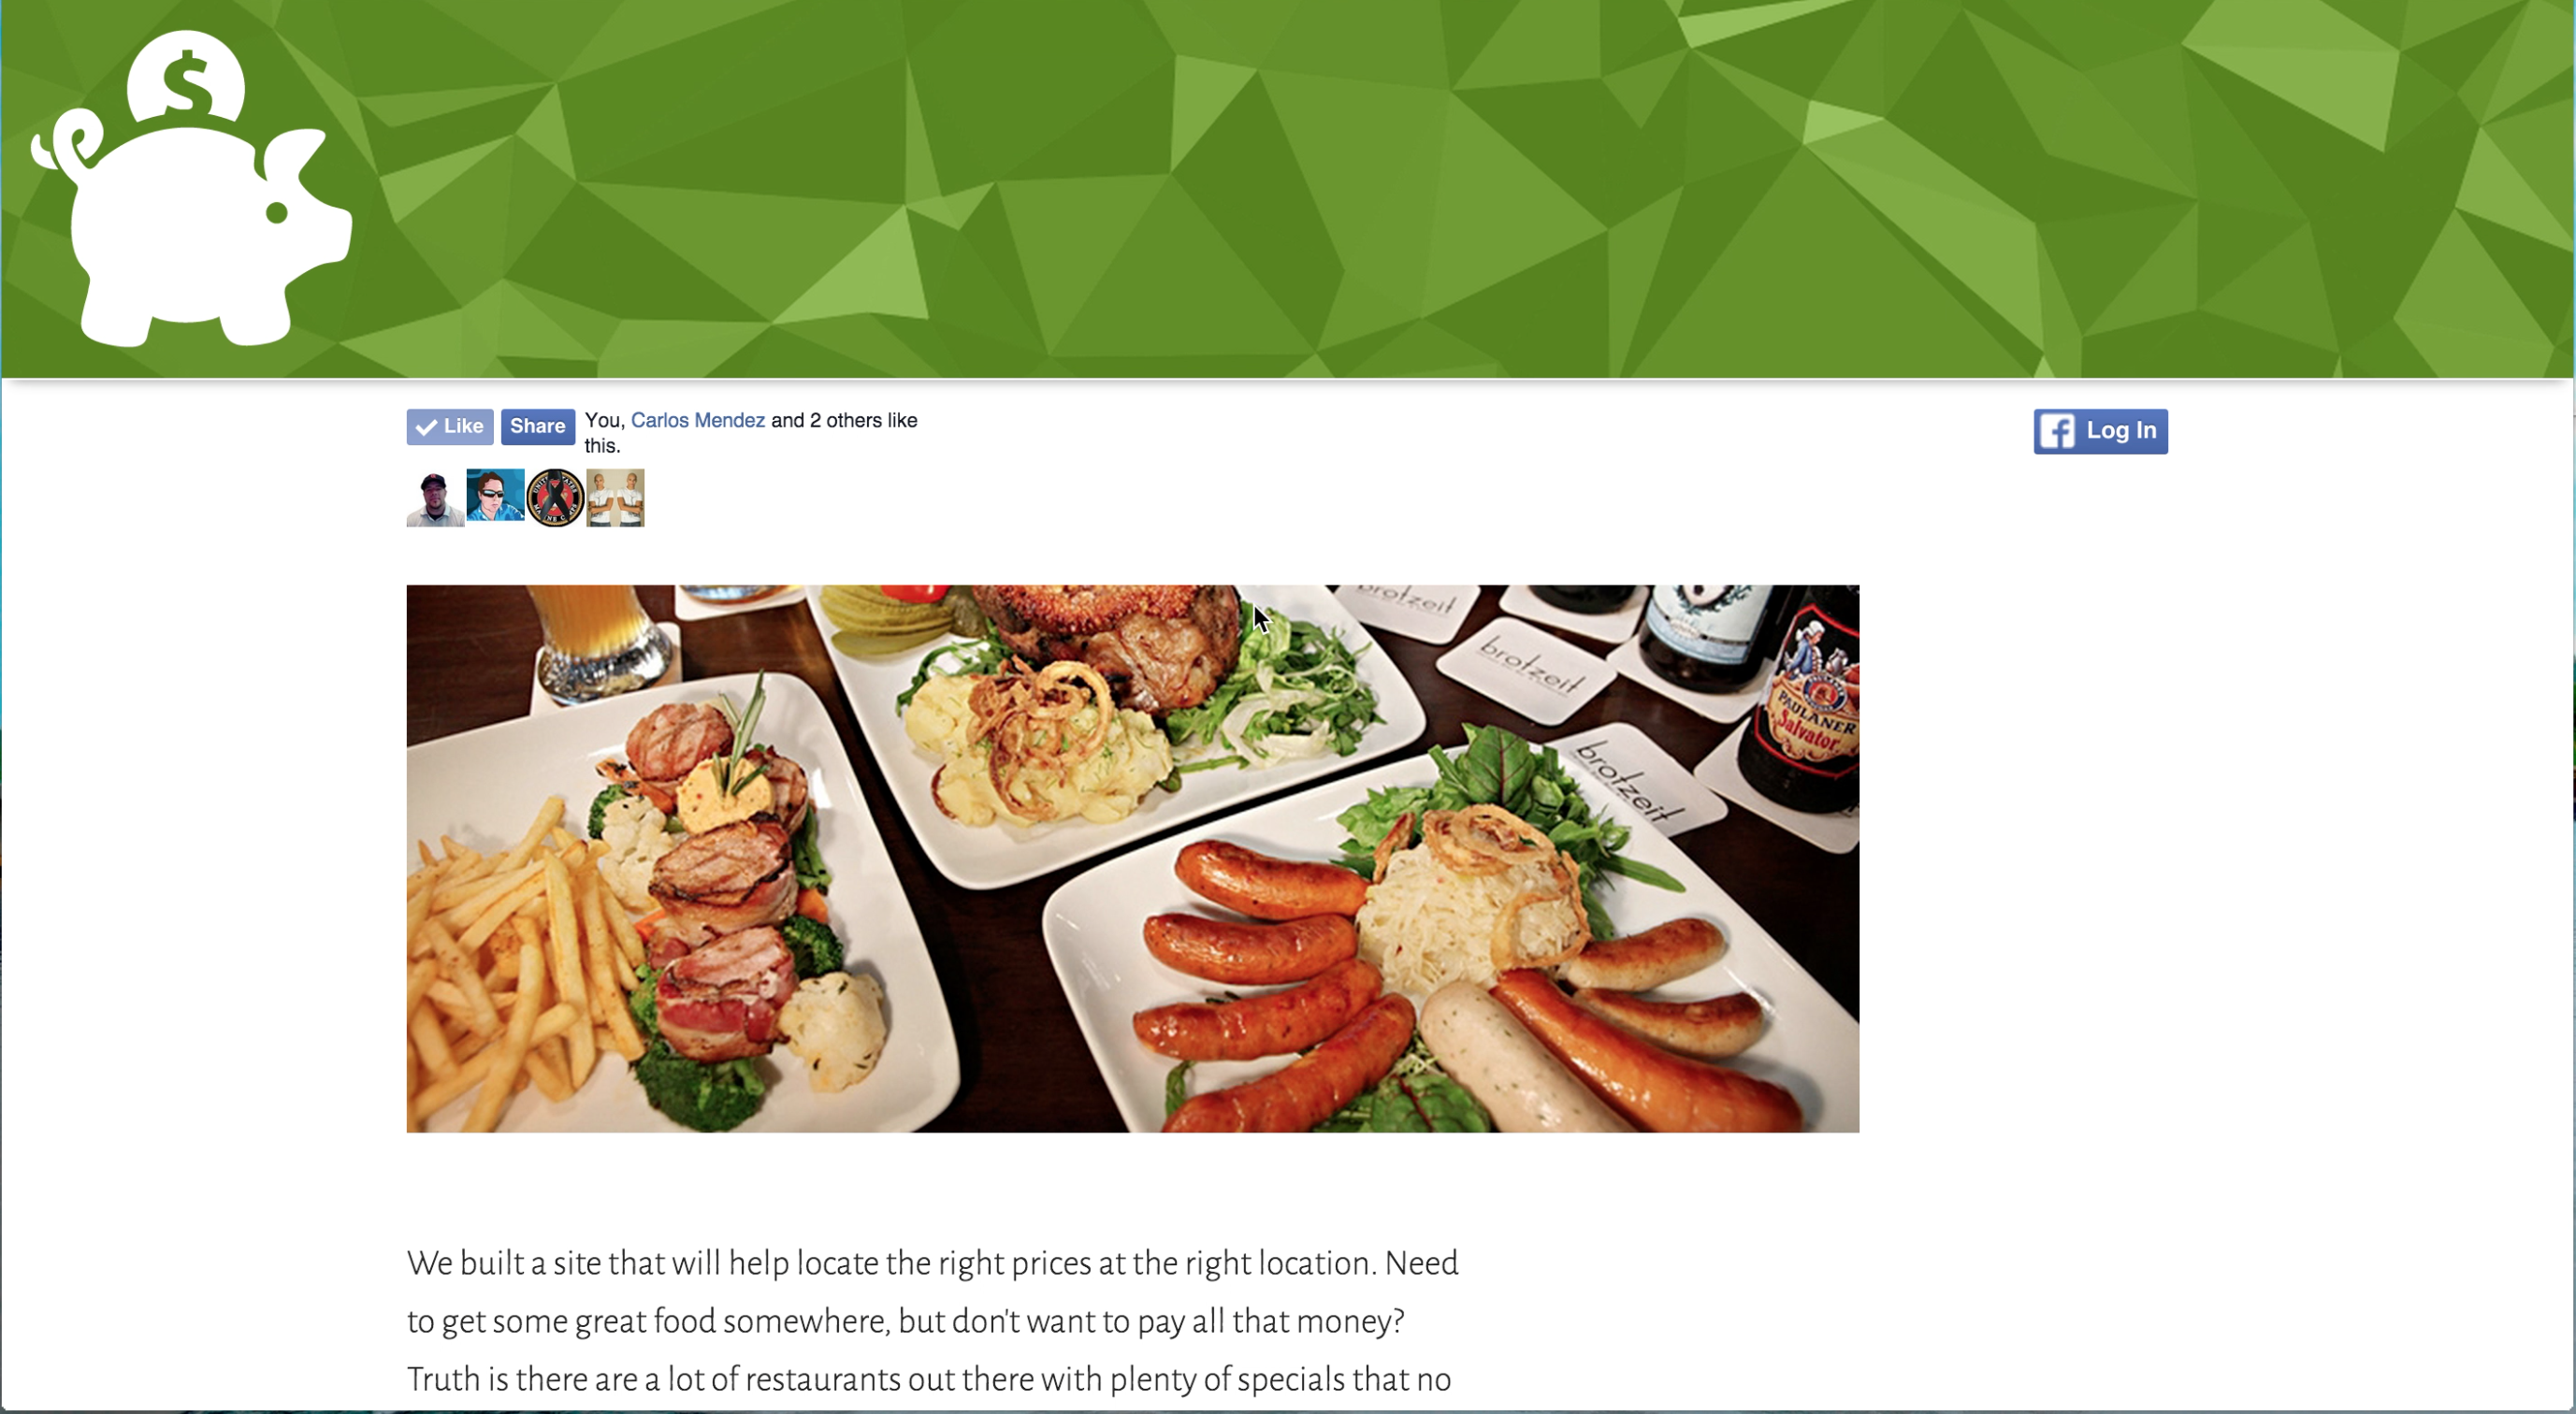 $
Like Share You, Carlos Mendez and 2 others like
this.
f Log In
brotzeit
brotzeit
brotzeit
PAULANER
Salvator
We built a site that will help locate the right prices at the right location. Need
to get some great food somewhere, but don't want to pay all that money?
Truth is there are a lot of restaurants out there with plenty of specials that no